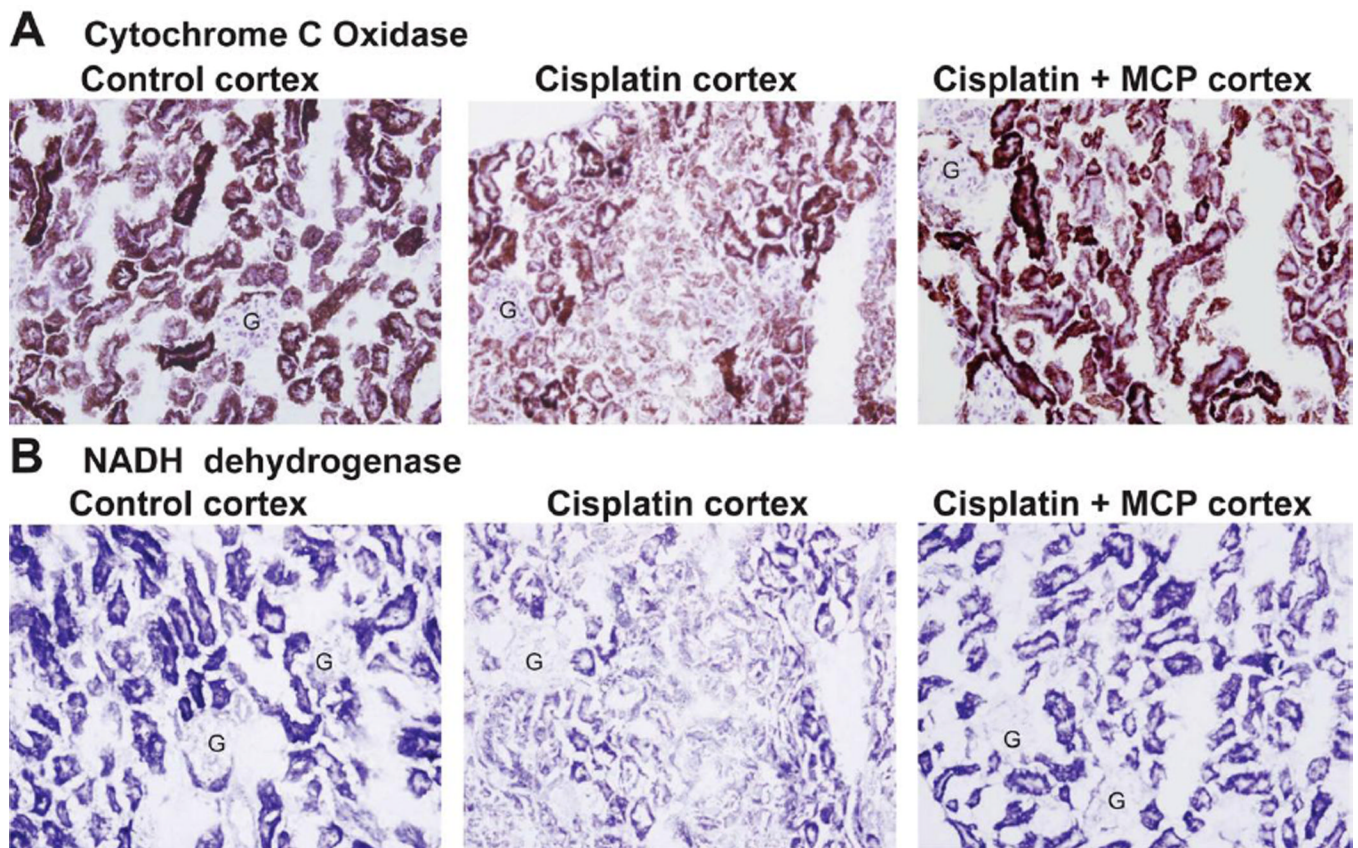 A Cytochrome C Oxidase
Control cortex Cisplatin cortex Cisplatin + MCP cortex
G
G
G
B NADH dehydrogenase
Control cortex Cisplatin cortex Cisplatin + MCP cortex
G
G
G
G
G